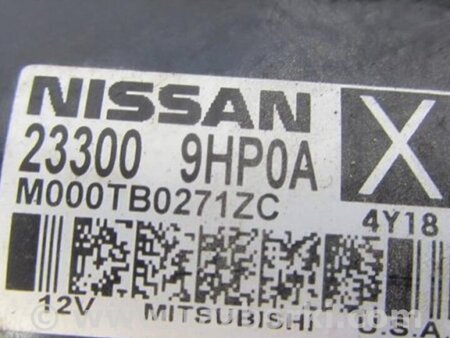 NISSAN
X
23300 9HP0A
M000TB0271ZC 4Y18
12V MITSUBISHI U.S.A.